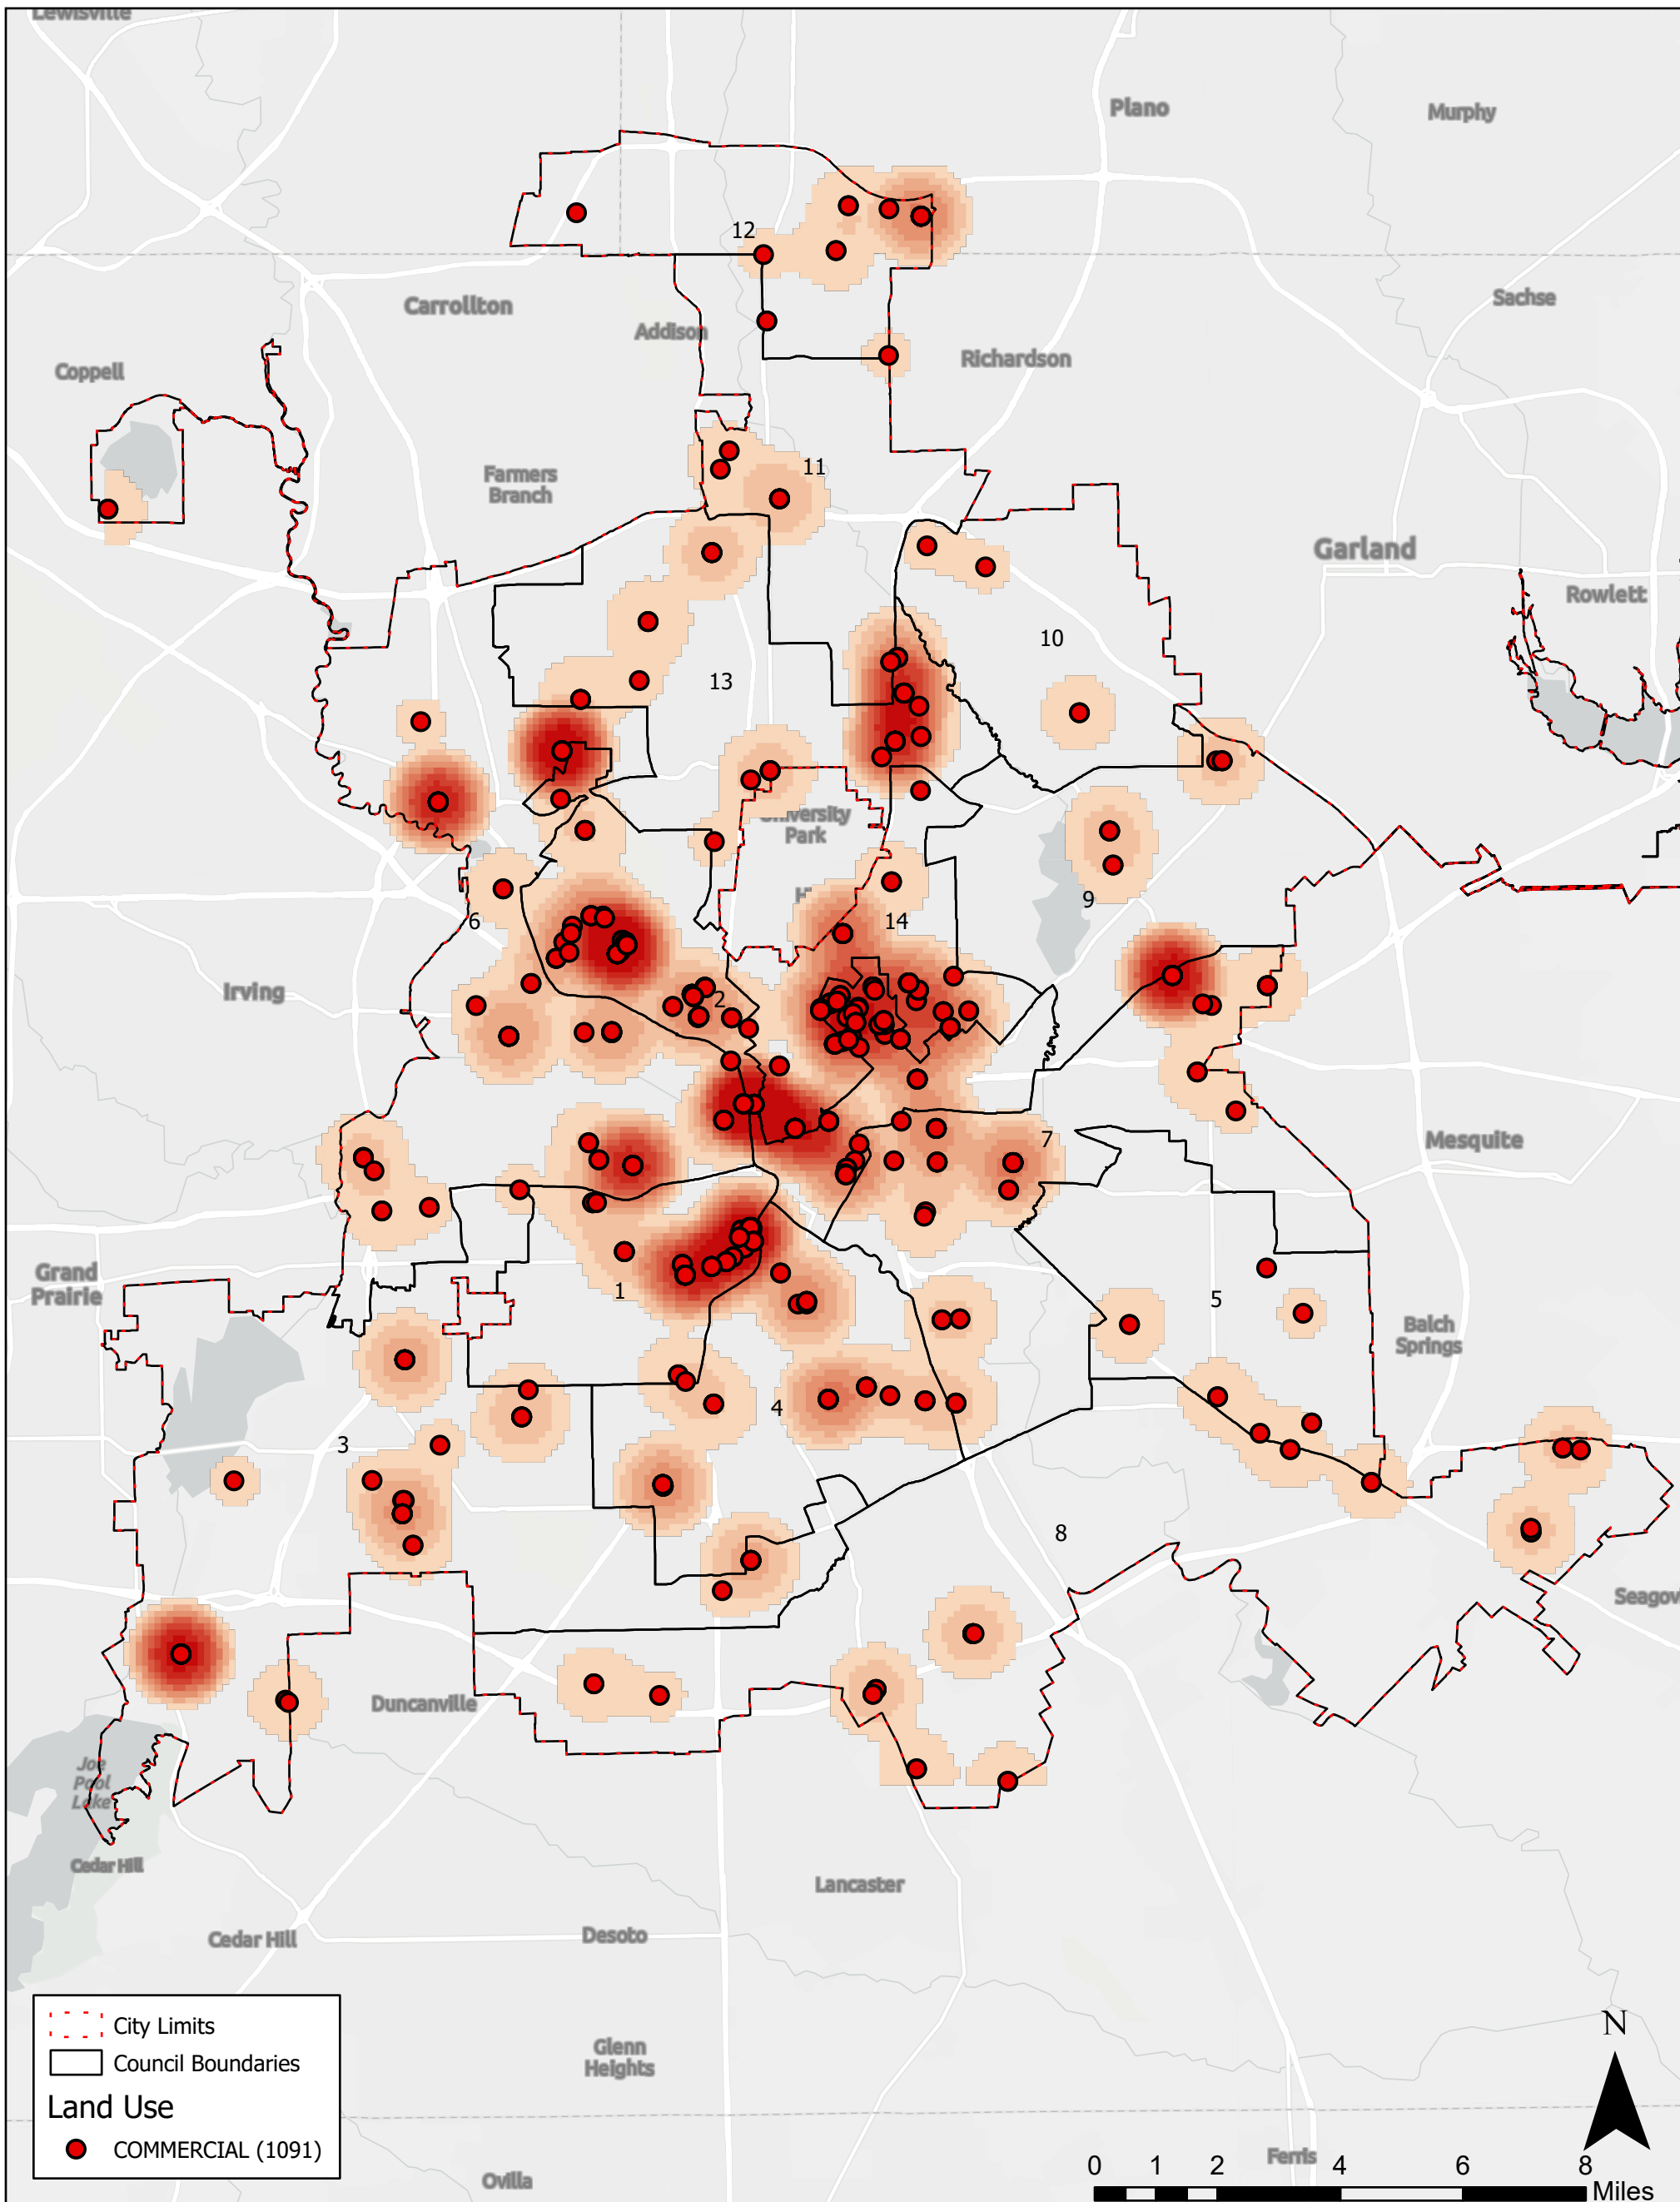 Lewisville
Plano
Murphy
12
Carrollton
Addison
Sachse
Coppell
Richardson
Farmers
Branch
11
Garland
Rowlett
10
13
University
Park
14
9
6
Irving
2
7
Mesquite
Grand
Prairie
1
5
Balch
Springs
4
3
8
Duncanville
Joe
Pool
Lake
Cedar Hill
Lancaster
Cedar Hill
Desoto
Glenn
Heights
Ovilla
Ferris
City Limits
Council Boundaries
Land Use
COMMERCIAL (1091)
N
0 1 2 4 6 8
Miles